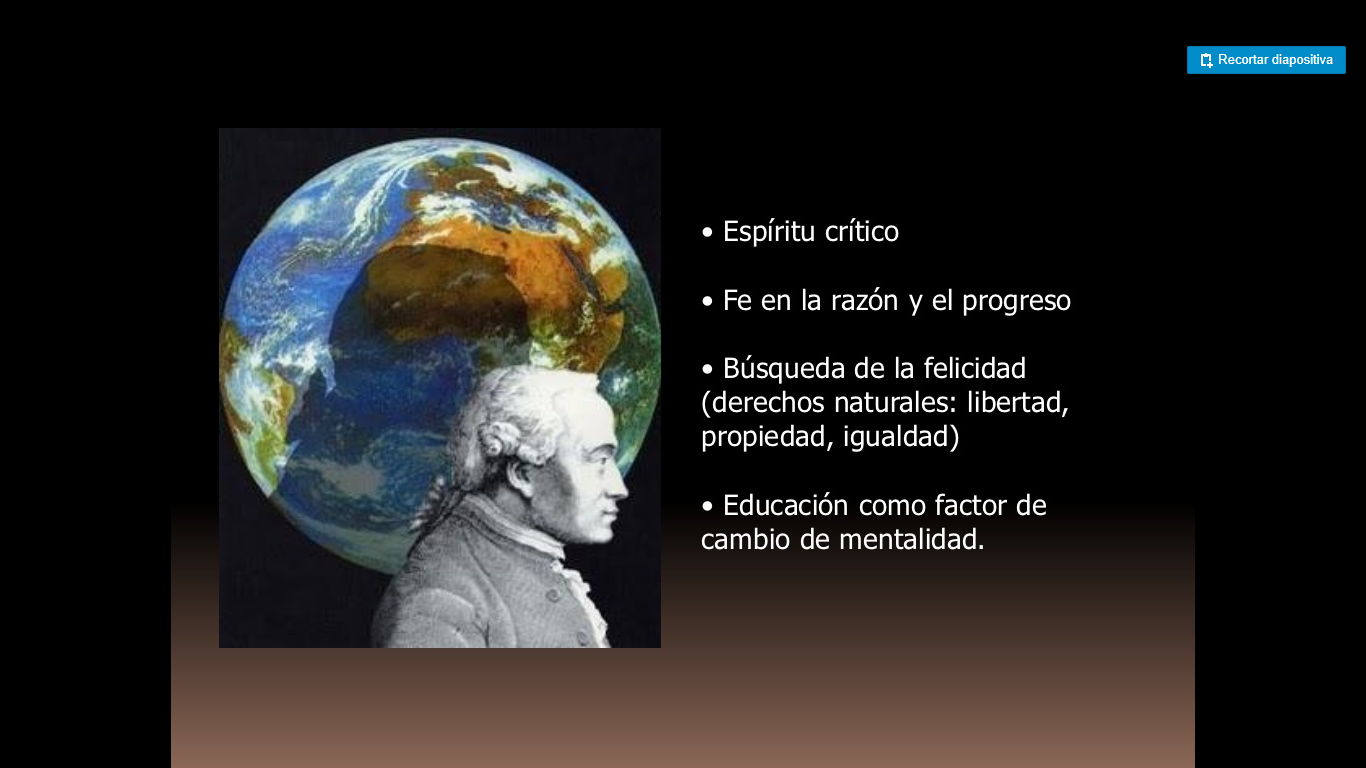 Recortar diapositiva
• Espíritu crítico
• Fe en la razón y el progreso
• Búsqueda de la felicidad
(derechos naturales: libertad,
propiedad, igualdad)
• Educación como factor de
cambio de mentalidad.